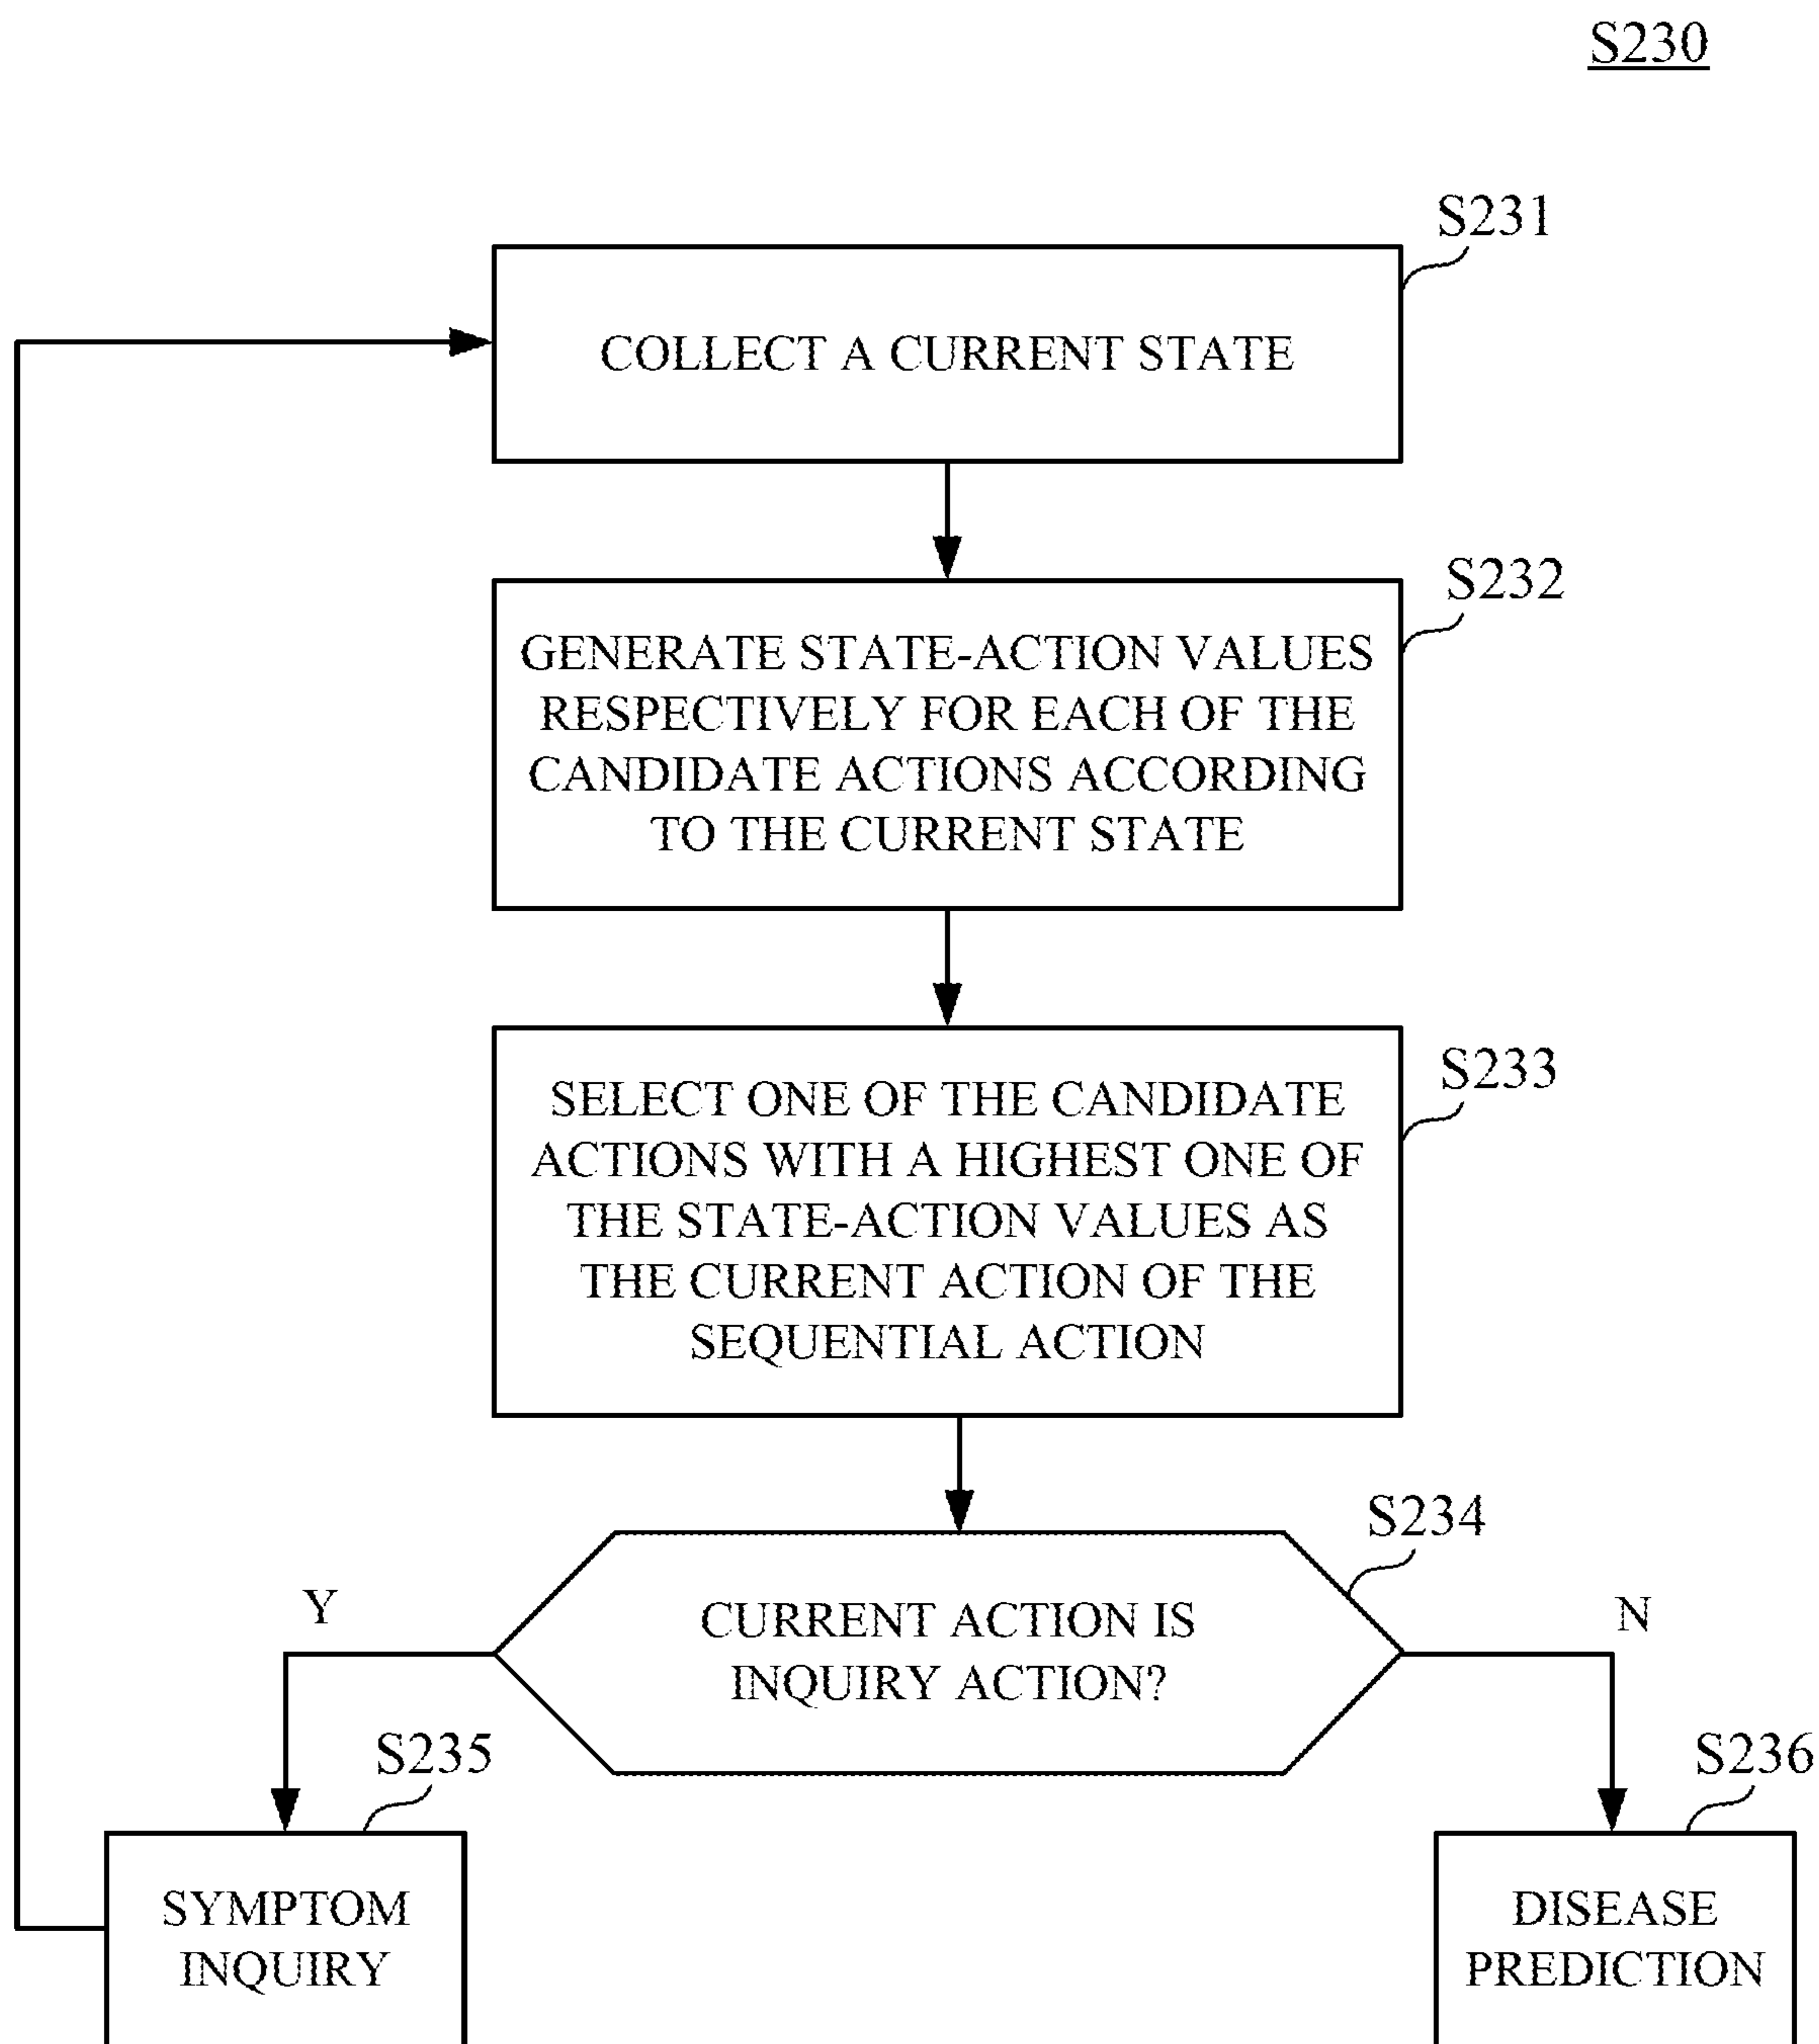 S230
S231
COLLECT A CURRENT STATE
S232
GENERATE STATE-ACTION VALUES
RESPECTIVELY FOR EACH OF THE
CANDIDATE ACTIONS ACCORDING
TO THE CURRENT STATE
S233
SELECT ONE OF THE CANDIDATE
ACTIONS WITH A HIGHEST ONE OF
THE STATE-ACTION VALUES AS
THE CURRENT ACTION OF THE
SEQUENTIAL ACTION
S234
CURRENT ACTION IS
INQUIRY ACTION?
Y
N
S235
SYMPTOM
INQUIRY
S236
DISEASE
PREDICTION